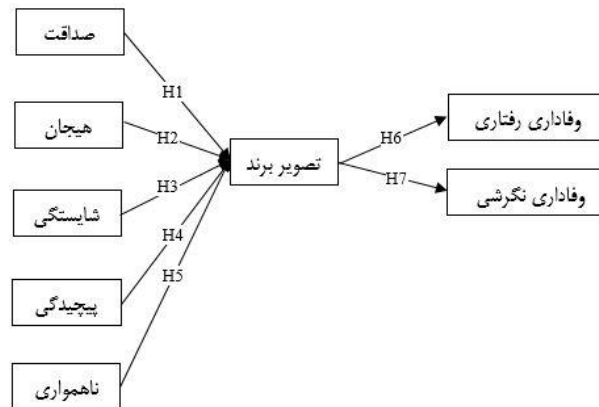 صداقت
هیجان
شایستگی
پیچیدگی
ناهمواری
H1
H2
H3
H4
H5
تصویر برند
H6
H7
وفاداری رفتاری
وفاداری نگرشی